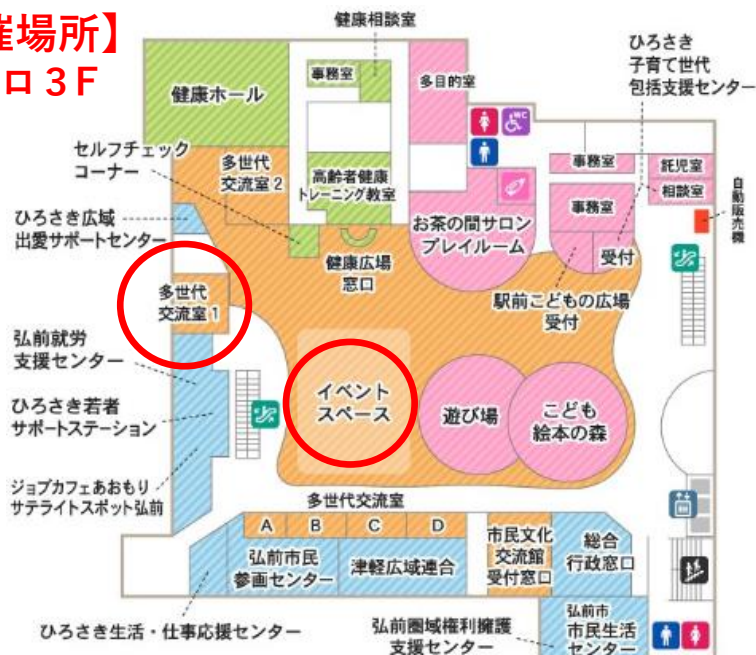 催場所】
ロ 3F
健康相談室
ひろさき
子育て世代
包括支援センター
健康ホール
事務室
多目的室
セルフチェック
コーナー
多世代
交流室2
高齢者健康
トレーニング教室
WC
事務室
託児室
相談室
自動販売機
ひろさき広域
出愛サポートセンター
お茶の間サロン
プレイルーム
事務室
受付
健康広場
窓口
駅前こどもの広場
受付
多世代
交流室1
弘前就労
支援センター
イベント
スペース
遊び場
こども
絵本の森
ひろさき若者
サポートステーション
ジョブカフェあおもり
サテライトスポット弘前
多世代交流室
A B C D
弘前市民
参画センター
津軽広域連合
市民文化
交流館
受付窓口
総合
行政窓口
ひろさき生活・仕事応援センター
弘前圏域権利擁護
支援センター
弘前市
市民生活
センター